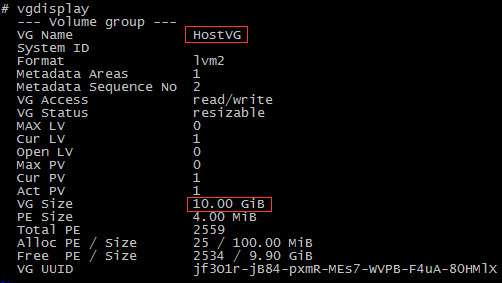 # vgdisplay
--- Volume group ---
VG Name HostVG
System ID
Format lvm2
Metadata Areas 1
Metadata Sequence No 2
VG Access read/write
VG Status resizable
MAX LV 0
Cur LV 1
Open LV 0
Max PV 0
Cur PV 1
Act PV 1
VG Size 10.00 GiB
PE Size 4.00 MiB
Total PE 2559
Alloc PE / Size 25 / 100.00 MiB
Free PE / Size 2534 / 9.90 GiB
VG UUID jf3O1r-jB84-pxmR-MEs7-WVPB-F4uA-8OHMlX